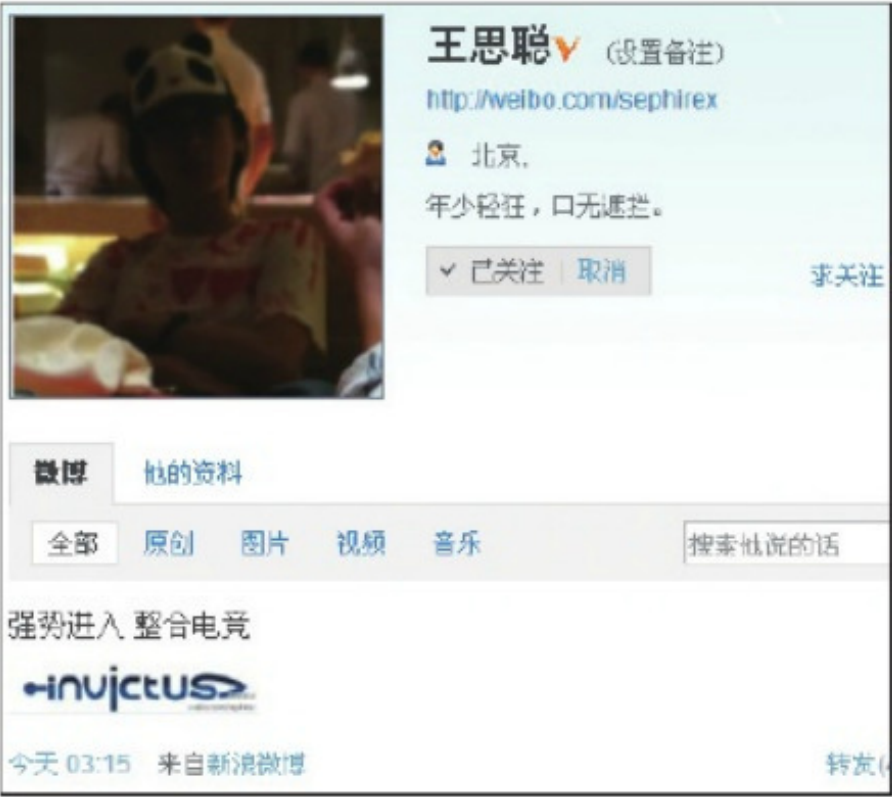 王思聪 (设置备注)
http://weibo.com/sephirex
北京,
年少轻狂，口无遮拦。
已关注 取消 求关注
微博 他的资料
全部 原创 图片 视频 音乐 搜索他说的话
强势进入 整合电竞
invictus
今天 03:15 来自新浪微博 转发(